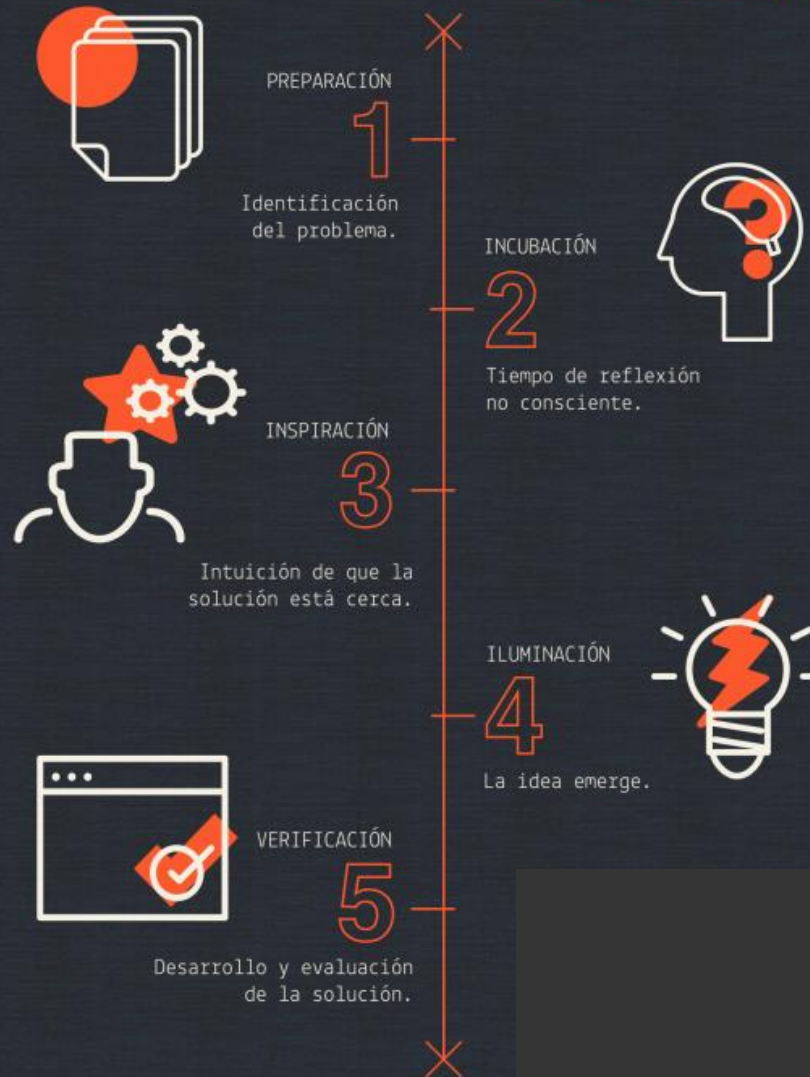 PREPARACIÓN
1
Identificación
del problema.
INCUBACIÓN
2
Tiempo de reflexión
no consciente.
INSPIRACIÓN
3
Intuición de que la
solución está cerca.
ILUMINACIÓN
4
La idea emerge.
VERIFICACIÓN
5
Desarrollo y evaluación
de la solución.